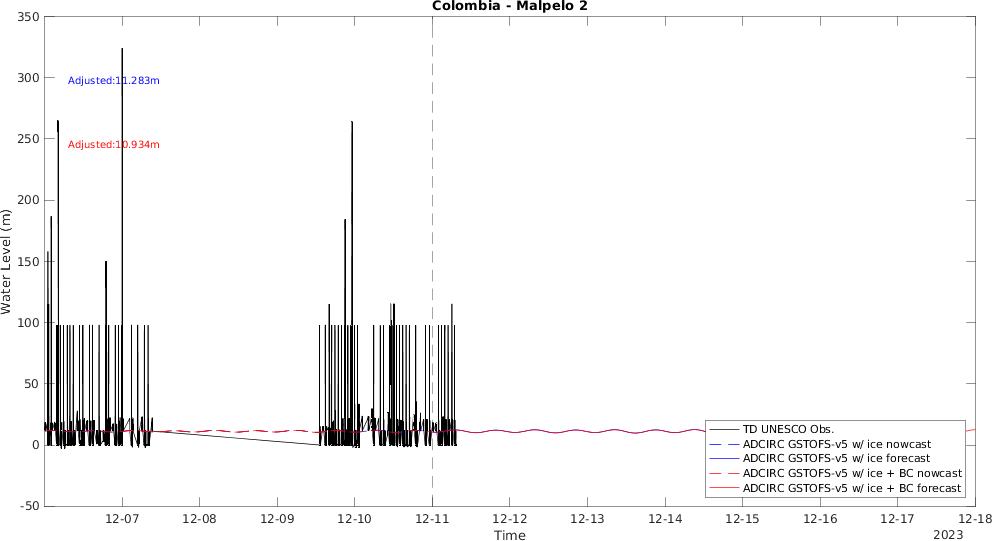 Colombia - Malpelo 2
350
300
250
200
150
100
50
0
-50
Water Level (m)
Adjusted:11.283m
Adjusted:10.934m
TD UNESCO Obs.
ADCIRC GSTOFS-v5 w/ ice nowcast
ADCIRC GSTOFS-v5 w/ ice forecast
ADCIRC GSTOFS-v5 w/ ice + BC nowcast
ADCIRC GSTOFS-v5 w/ ice + BC forecast
12-07 12-08 12-09 12-10 12-11 12-12 12-13 12-14 12-15 12-16 12-17 12-18
Time
2023